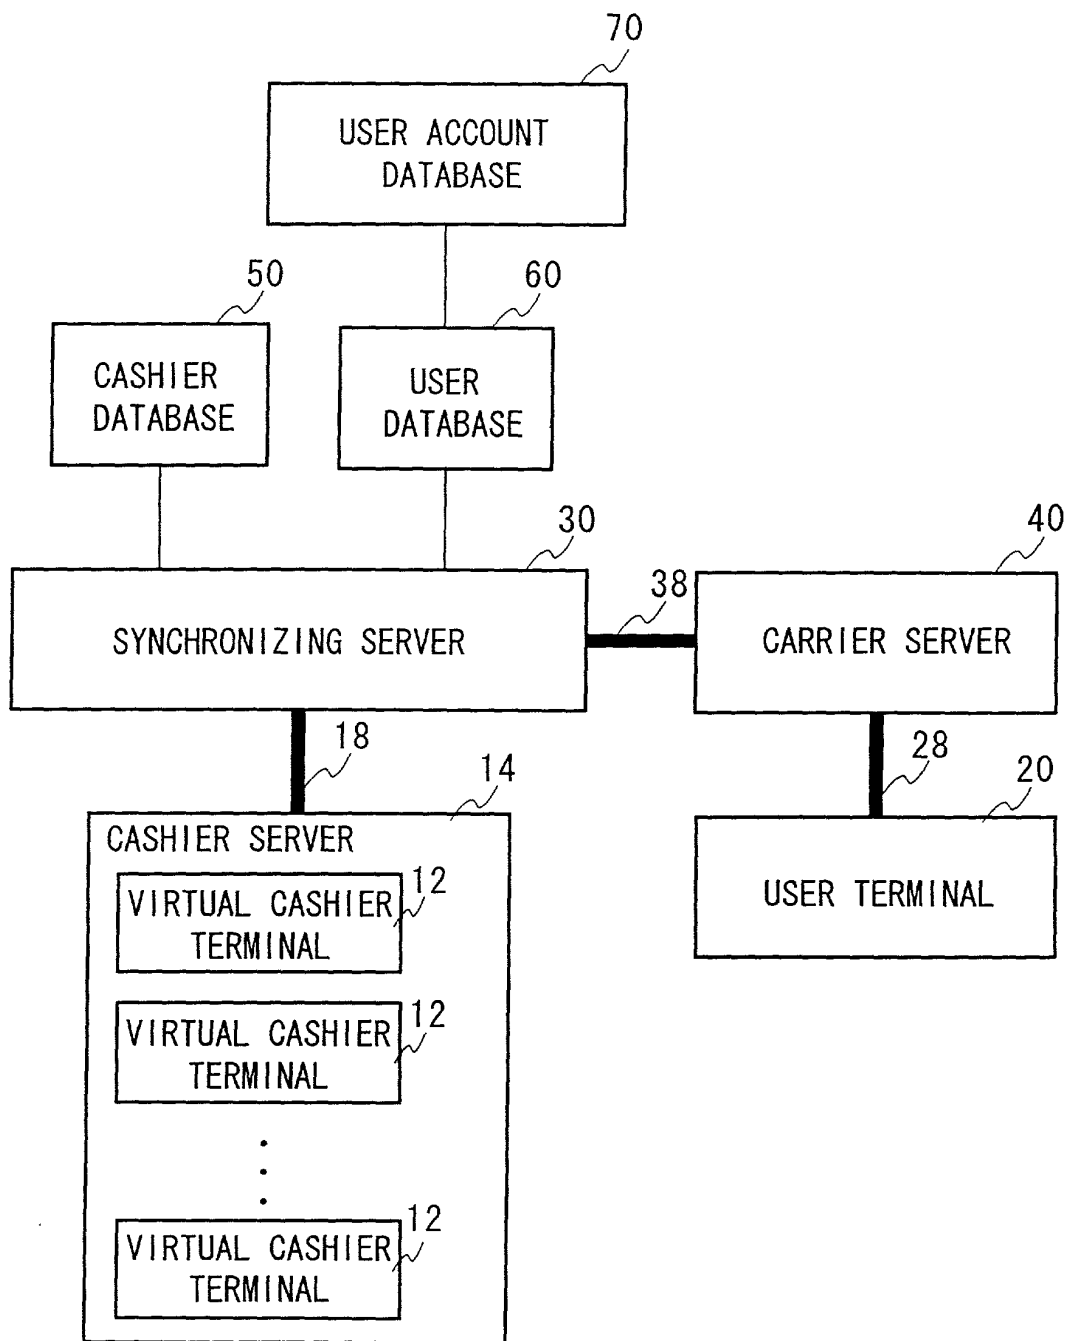 70
USER ACCOUNT
DATABASE
50
60
CASHIER
DATABASE
USER
DATABASE
30
40
38
SYNCHRONIZING SERVER
CARRIER SERVER
18
28
14
20
CASHIER SERVER
USER TERMINAL
12
VIRTUAL CASHIER
TERMINAL
12
VIRTUAL CASHIER
TERMINAL
12
VIRTUAL CASHIER
TERMINAL